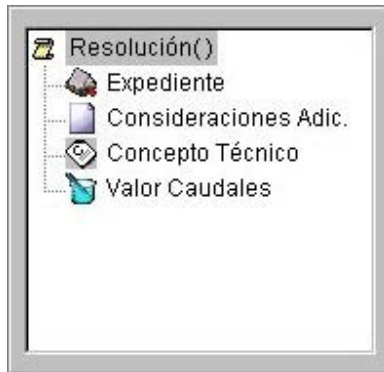 Resolución()
Expediente
Consideraciones Adic.
Concepto Técnico
Valor Caudales